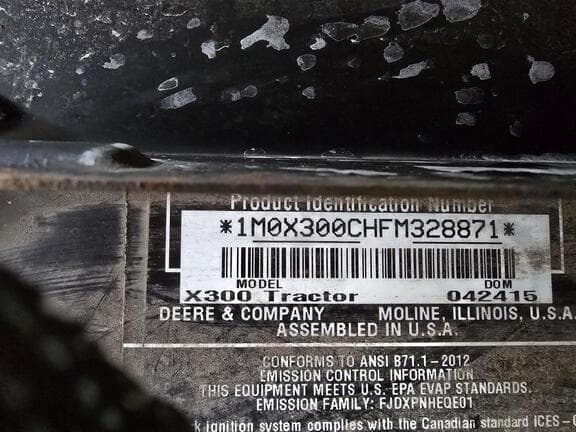 Product Identification Number
*1M0X300CHFM328871*
MODEL DOM
X300 Tractor 042415
DEERE & COMPANY MOLINE, ILLINOIS, U.S.A.
ASSEMBLED IN U.S.A.
CONFORMS TO ANSI B71.1-2012
EMISSION CONTROL INFORMATION
THIS EQUIPMENT MEETS U.S. EPA EVAP STANDARDS.
EMISSION FAMILY: FJDXPNHEQE01
k ignition system complies with the Canadian standard ICES -